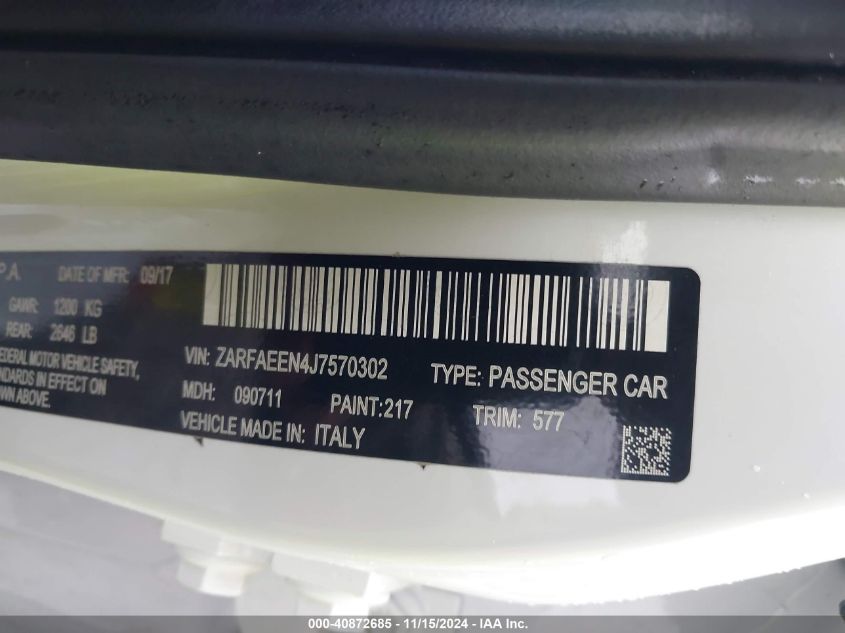 P.A DATE OF MFR: 09/17
GAWR: 1200 KG
REAR: 2646 LB
FEDERAL MOTOR VEHICLE SAFETY,
STANDARDS IN EFFECT ON
OWN ABOVE.
VIN: ZARFAEEN4J7570302 TYPE: PASSENGER CAR
MDH: 090711 PAINT:217 TRIM: 577
VEHICLE MADE IN: ITALY
000-40872685 - 11/15/2024 - IAA Inc.